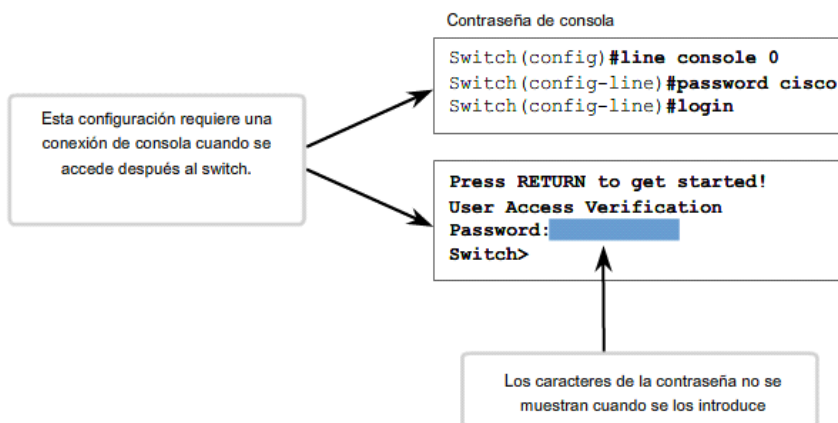 Contraseña de consola
Switch(config)#line console 0
Switch(config-line)#password cisco
Switch(config-line)#login
Esta configuración requiere una
conexión de consola cuando se
accede después al switch.
Press RETURN to get started!
User Access Verification
Password:
Switch>
Los caracteres de la contraseña no se
muestran cuando se los introduce